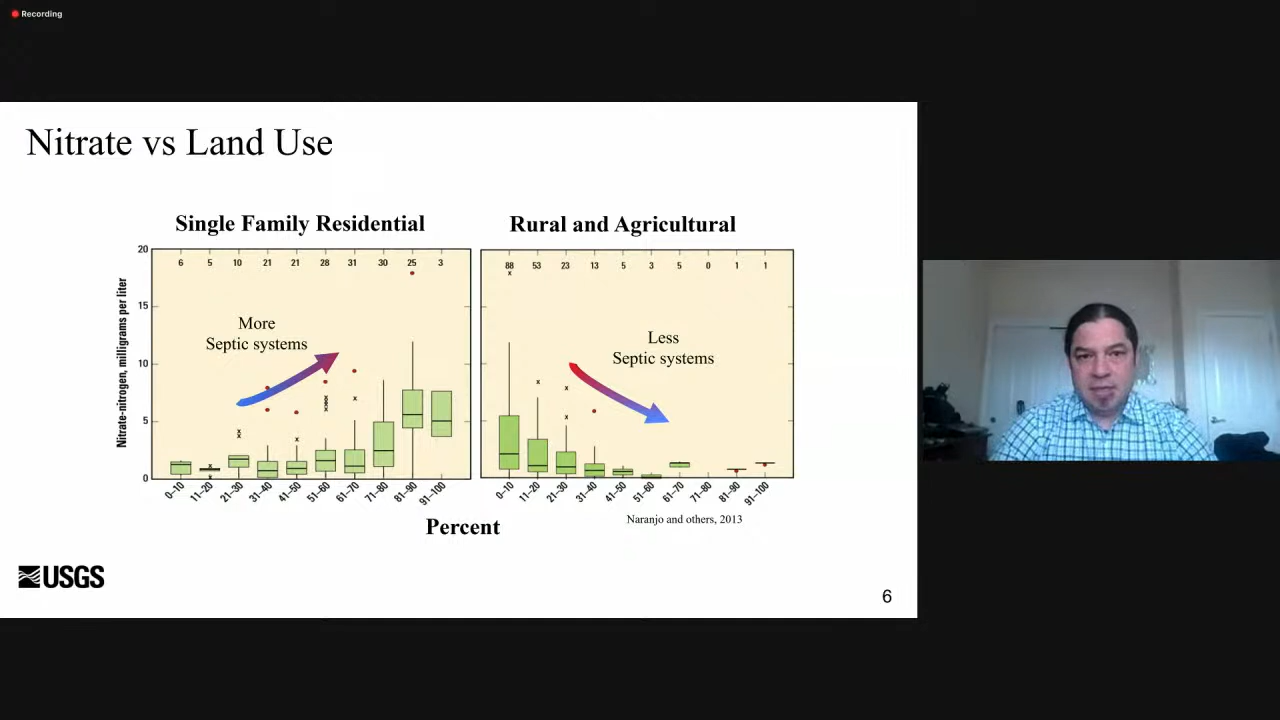 Recording
Nitrate vs Land Use
Single Family Residential
Rural and Agricultural
Nitrate-nitrogen, milligrams per liter
20
15
10
5
0
6 5 10 21 21 28 31 30 25 3
More
Septic systems
0–10 11–20 21–30 31–40 41–50 51–60 61–70 71–80 81–90 91–100
88 53 23 13 5 3 5 0 1 1
Less
Septic systems
0–10 11–20 21–30 31–40 41–50 51–60 61–70 71–80 81–90 91–100
Percent
Naranjo and others, 2013
USGS
6